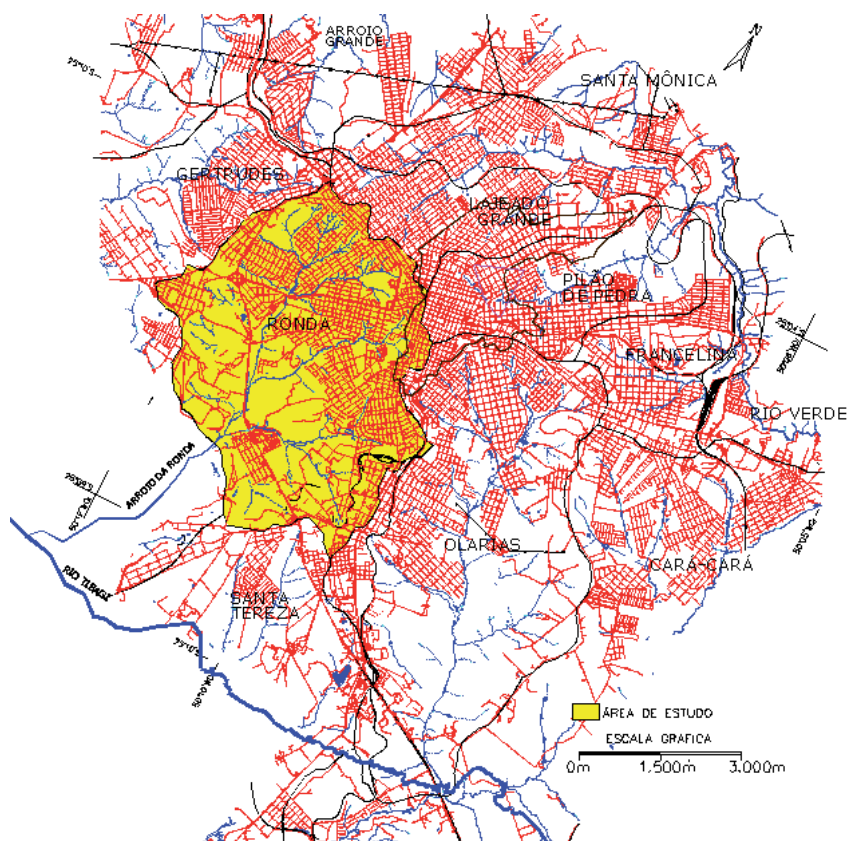 ARROIO
GRANDE
N
SANTA MÔNICA
GERTRUDES
LAJEADO
GRANDE
PILÃO
DE PEDRA
RONDA
FRANCELINA
RIO VERDE
ARROIO DA RONDA
OLARIAS
CARÁ-CARÁ
RIO TIBAGI
SANTA
TEREZA
ÁREA DE ESTUDO
ESCALA GRÁFICA
0m 1.500m 3.000m